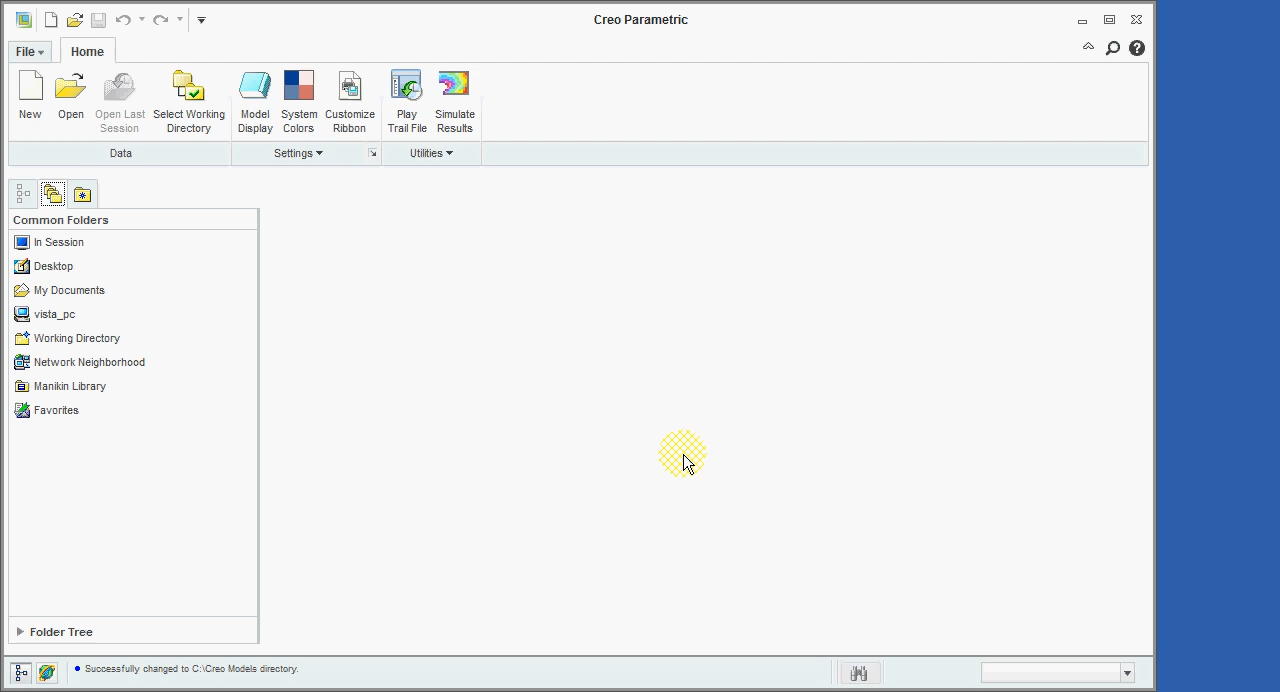 Creo Parametric
File
Home
New
Open
Open Last
Session
Select Working
Directory
Model
Display
System
Colors
Customize
Ribbon
Play
Trail File
Simulate
Results
Data
Settings
Utilities
Common Folders
In Session
Desktop
My Documents
vista_pc
Working Directory
Network Neighborhood
Manikin Library
Favorites
Folder Tree
Successfully changed to C:\Creo Models directory.